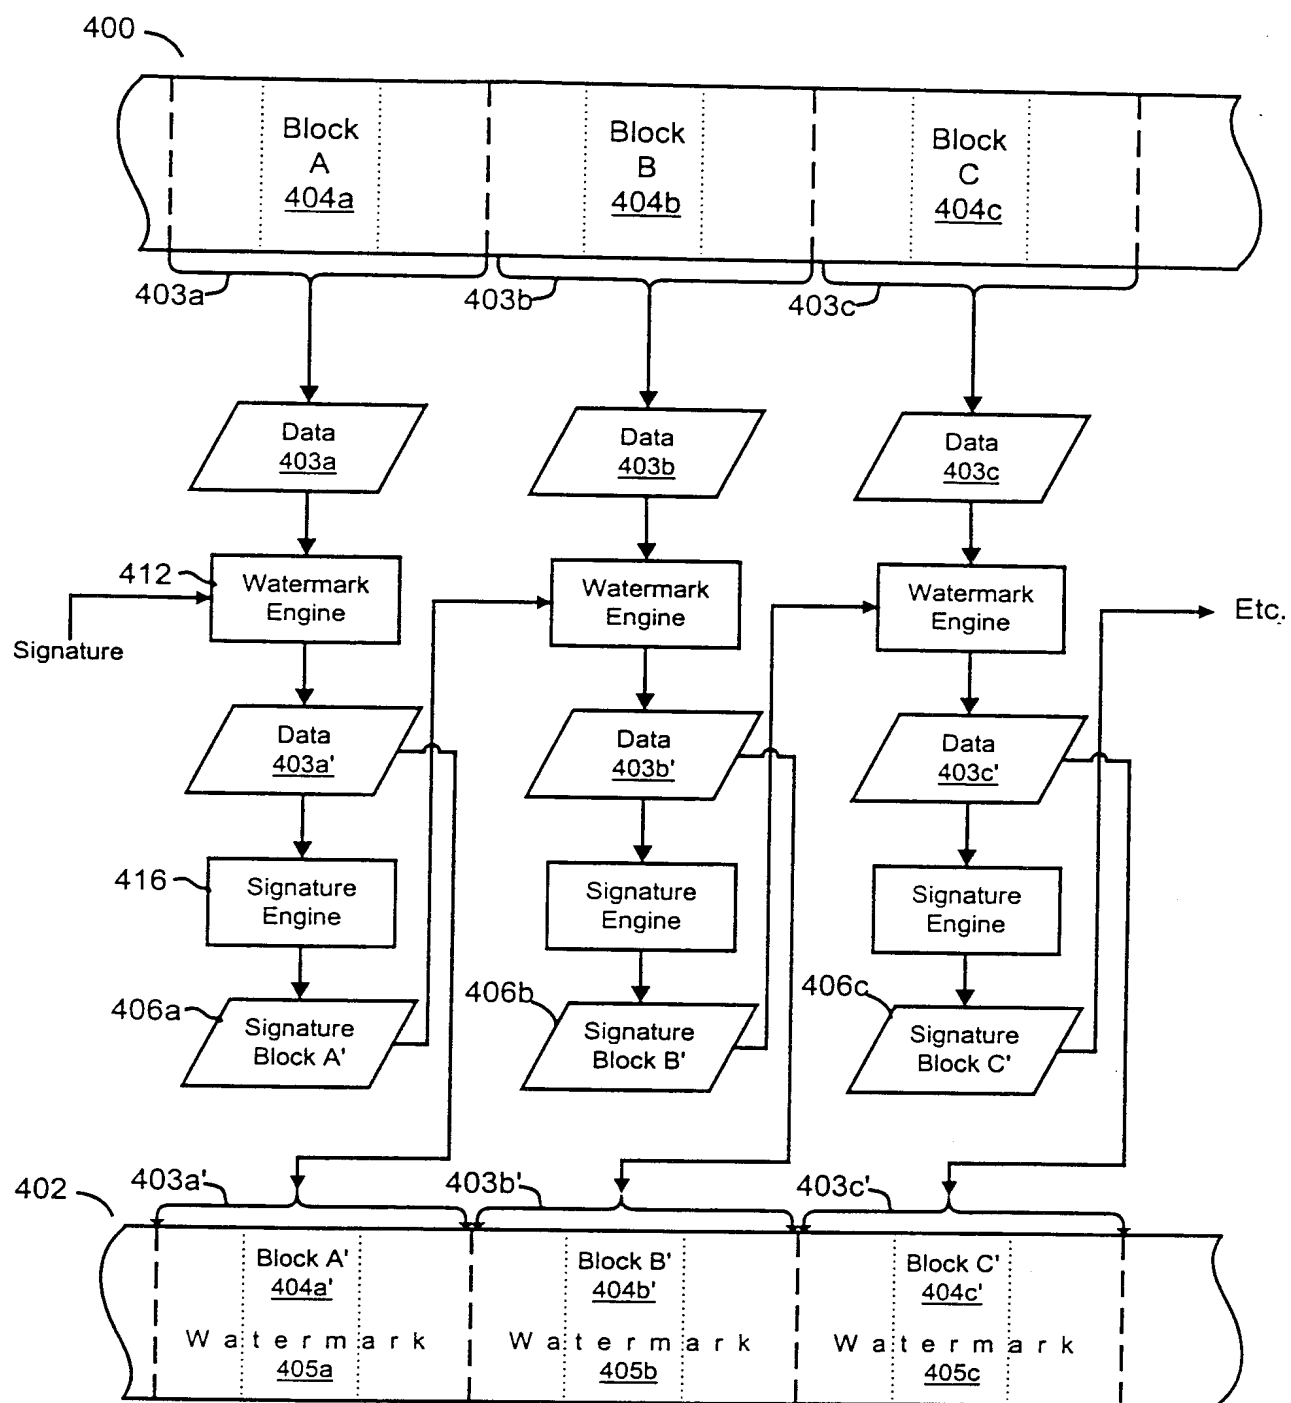 400
Block Block Block
A B C
404a 404b 404c
403a 403b 403c
Data Data Data
403a 403b 403c
412
Watermark Watermark Watermark
Engine Engine Engine
Signature
Etc.
Data Data Data
403a' 403b' 403c'
416
Signature Signature Signature
Engine Engine Engine
406a 406b 406c
Signature Signature Signature
Block A' Block B' Block C'
402
403a' 403b' 403c'
Block A' Block B' Block C'
404a' 404b' 404c'
Watermark Watermark Watermark
405a 405b 405c